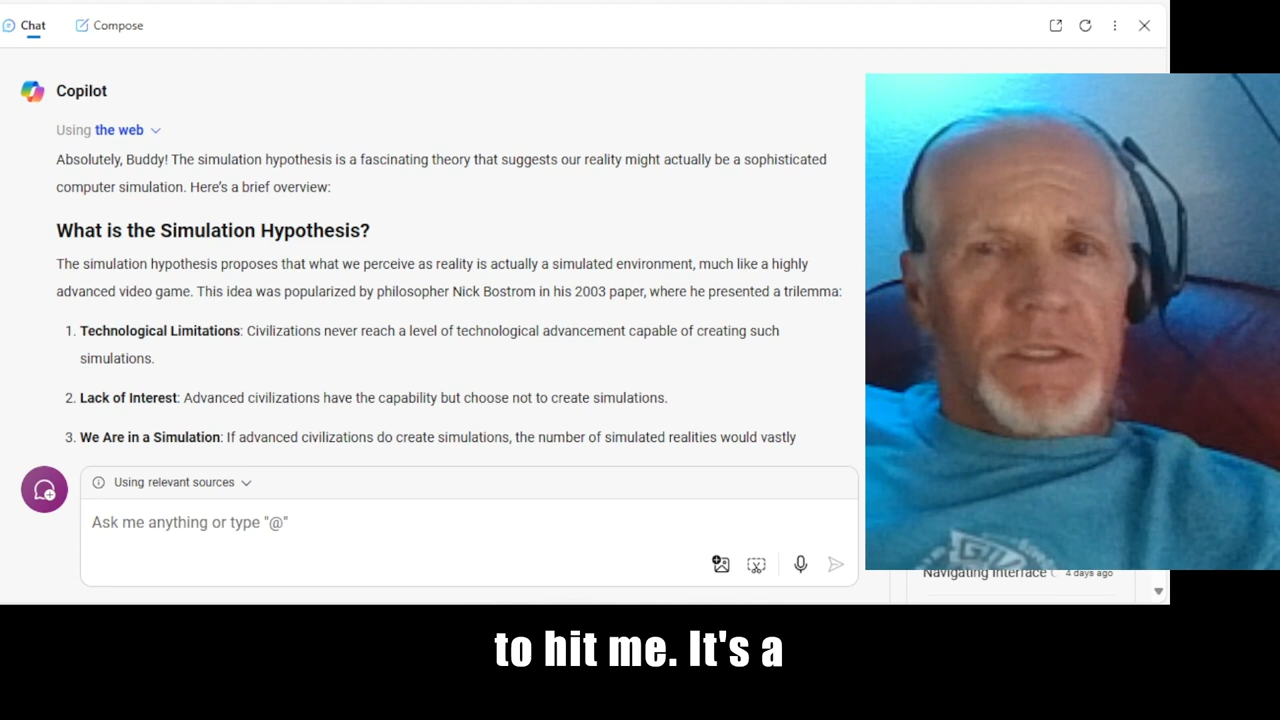 Chat
Compose
Copilot
Using the web
Absolutely, Buddy! The simulation hypothesis is a fascinating theory that suggests our reality might actually be a sophisticated
computer simulation. Here's a brief overview:
What is the Simulation Hypothesis?
The simulation hypothesis proposes that what we perceive as reality is actually a simulated environment, much like a highly
advanced video game. This idea was popularized by philosopher Nick Bostrom in his 2003 paper, where he presented a trilemma:
1. Technological Limitations: Civilizations never reach a level of technological advancement capable of creating such
simulations.
2. Lack of Interest: Advanced civilizations have the capability but choose not to create simulations.
3. We Are in a Simulation: If advanced civilizations do create simulations, the number of simulated realities would vastly
Using relevant sources
Ask me anything or type "@"
Navigating Interface
4 days ago
to hit me. It's a